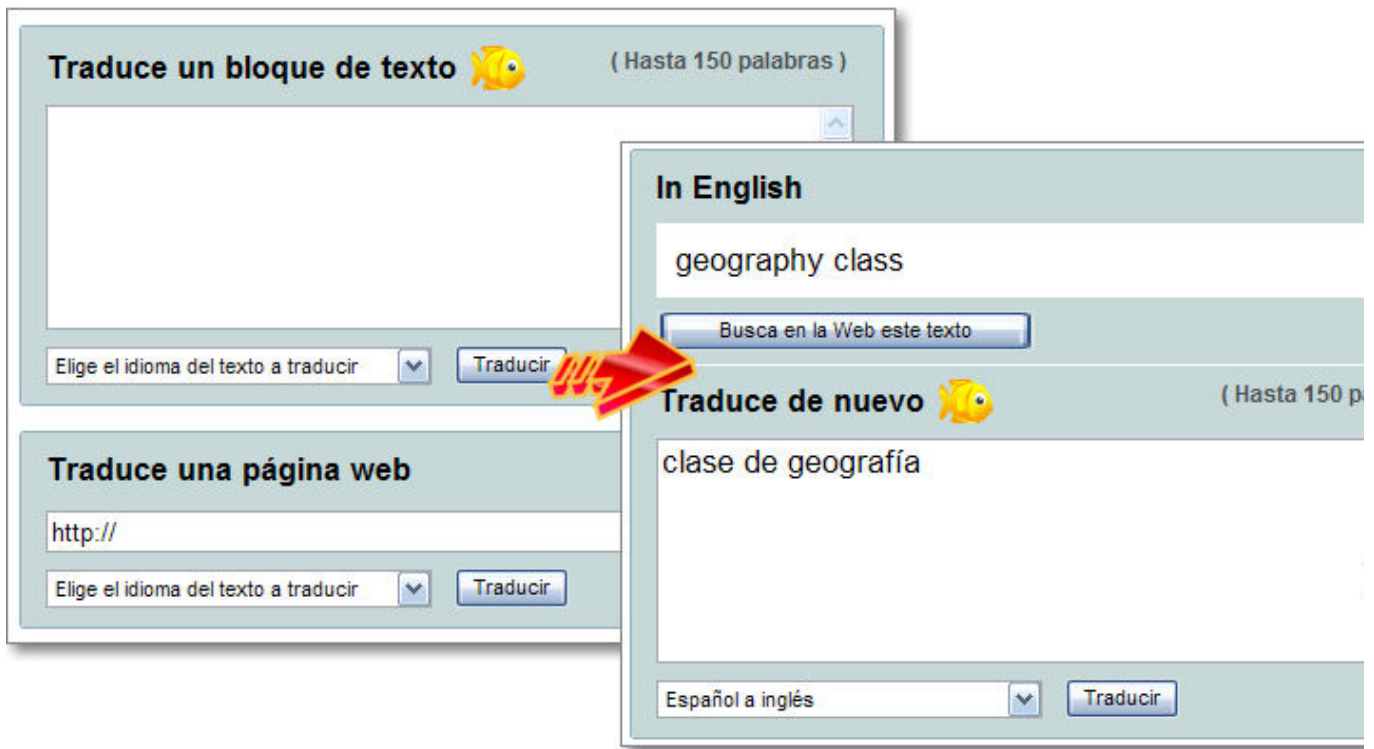 Traduce un bloque de texto
( Hasta 150 palabras )
Elige el idioma del texto a traducir
Traducir
Traduce una página web
http://
Elige el idioma del texto a traducir
Traducir
In English
geography class
Busca en la Web este texto
Traduce de nuevo
( Hasta 150
clase de geografía
Español a inglés
Traducir